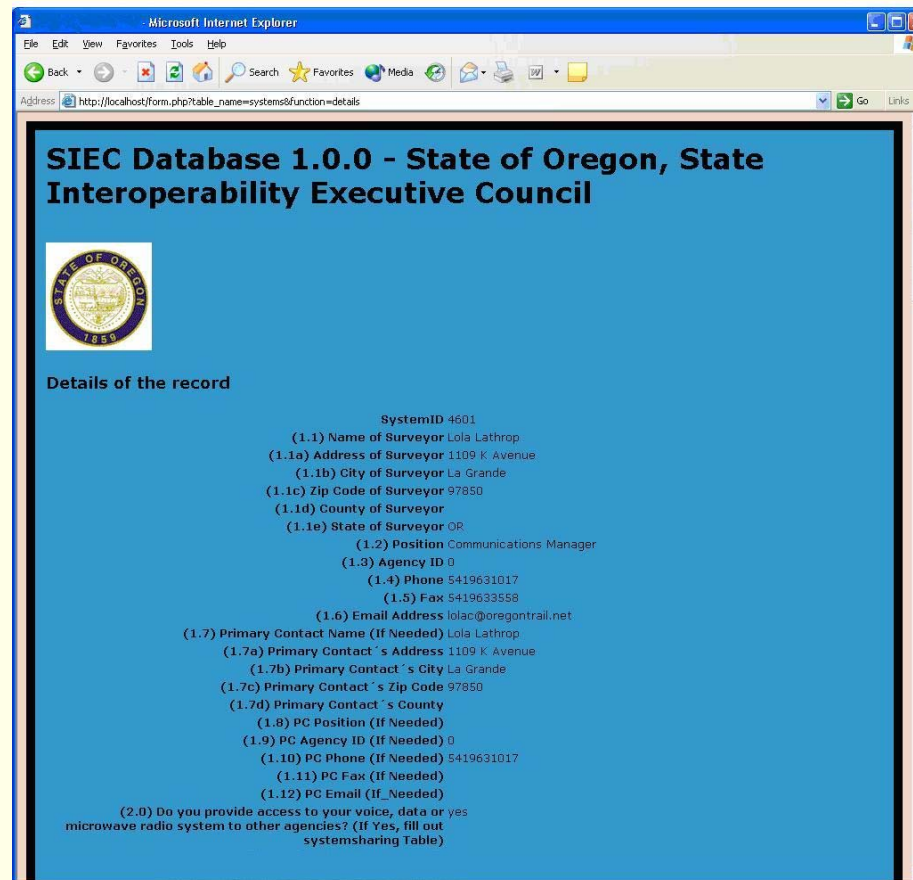 - Microsoft Internet Explorer
File Edit View Favorites Tools Help
Back Search Favorites Media
Address http://localhost/form.php?table_name=systems&function=details Go Links
SIEC Database 1.0.0 - State of Oregon, State
Interoperability Executive Council
STATE OF OREGON
1859
Details of the record
SystemID 4601
(1.1) Name of Surveyor Lola Lathrop
(1.1a) Address of Surveyor 1109 K Avenue
(1.1b) City of Surveyor La Grande
(1.1c) Zip Code of Surveyor 97850
(1.1d) County of Surveyor
(1.1e) State of Surveyor OR
(1.2) Position Communications Manager
(1.3) Agency ID 0
(1.4) Phone 5419631017
(1.5) Fax 5419633558
(1.6) Email Address lolac@oregontrail.net
(1.7) Primary Contact Name (If Needed) Lola Lathrop
(1.7a) Primary Contact´s Address 1109 K Avenue
(1.7b) Primary Contact´s City La Grande
(1.7c) Primary Contact´s Zip Code 97850
(1.7d) Primary Contact´s County
(1.8) PC Position (If Needed)
(1.9) PC Agency ID (If Needed) 0
(1.10) PC Phone (If Needed) 5419631017
(1.11) PC Fax (If Needed)
(1.12) PC Email (If_Needed)
(2.0) Do you provide access to your voice, data or yes
microwave radio system to other agencies? (If Yes, fill out
systemsharing Table)